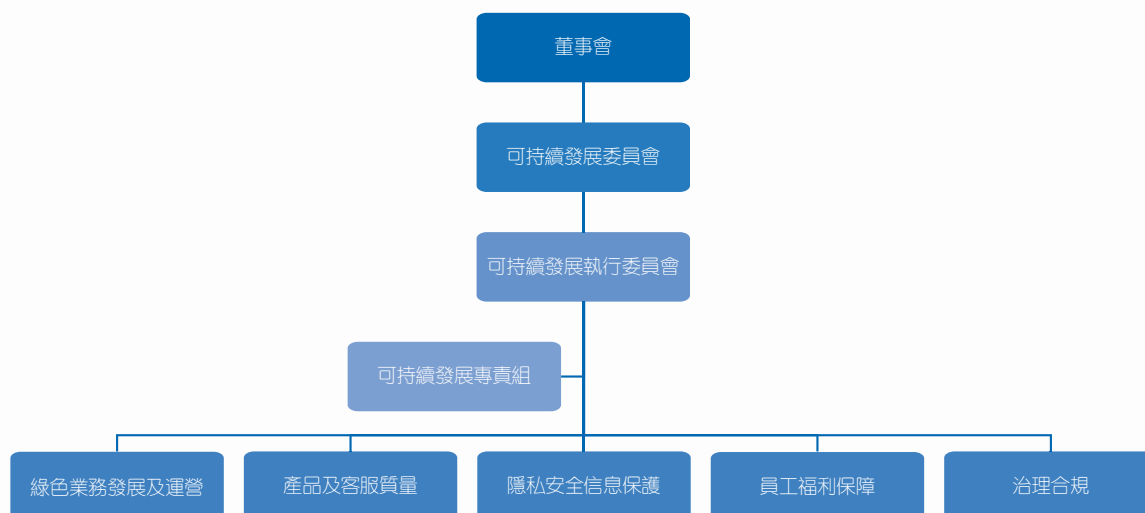 董事會
可持續發展委員會
可持續發展執行委員會
可持續發展專責組
綠色業務發展及運營
產品及客服質量
隱私安全信息保護
員工福利保障
治理合規